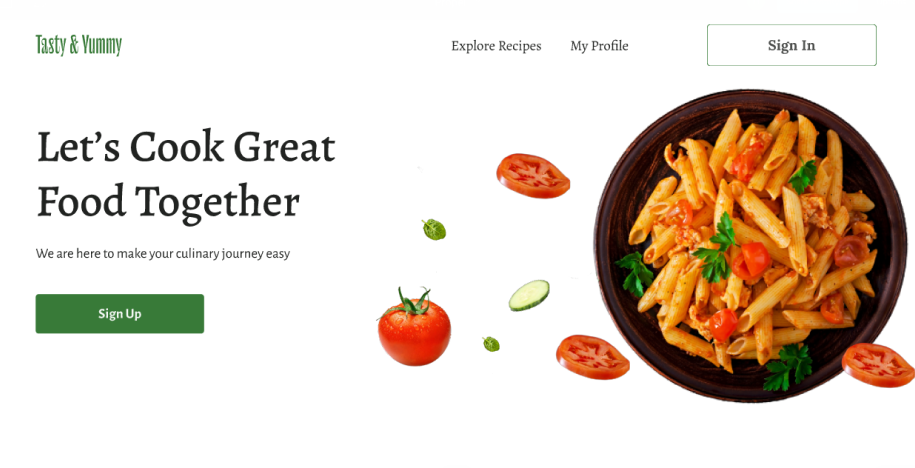 Tasty & Yummy
Explore Recipes
My Profile
Sign In
Let’s Cook Great
Food Together
We are here to make your culinary journey easy
Sign Up